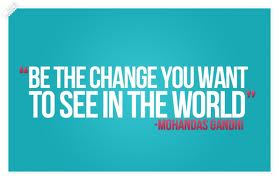 “BE THE CHANGE YOU WANT
TO SEE IN THE WORLD”
-MOHANDAS GANDHI